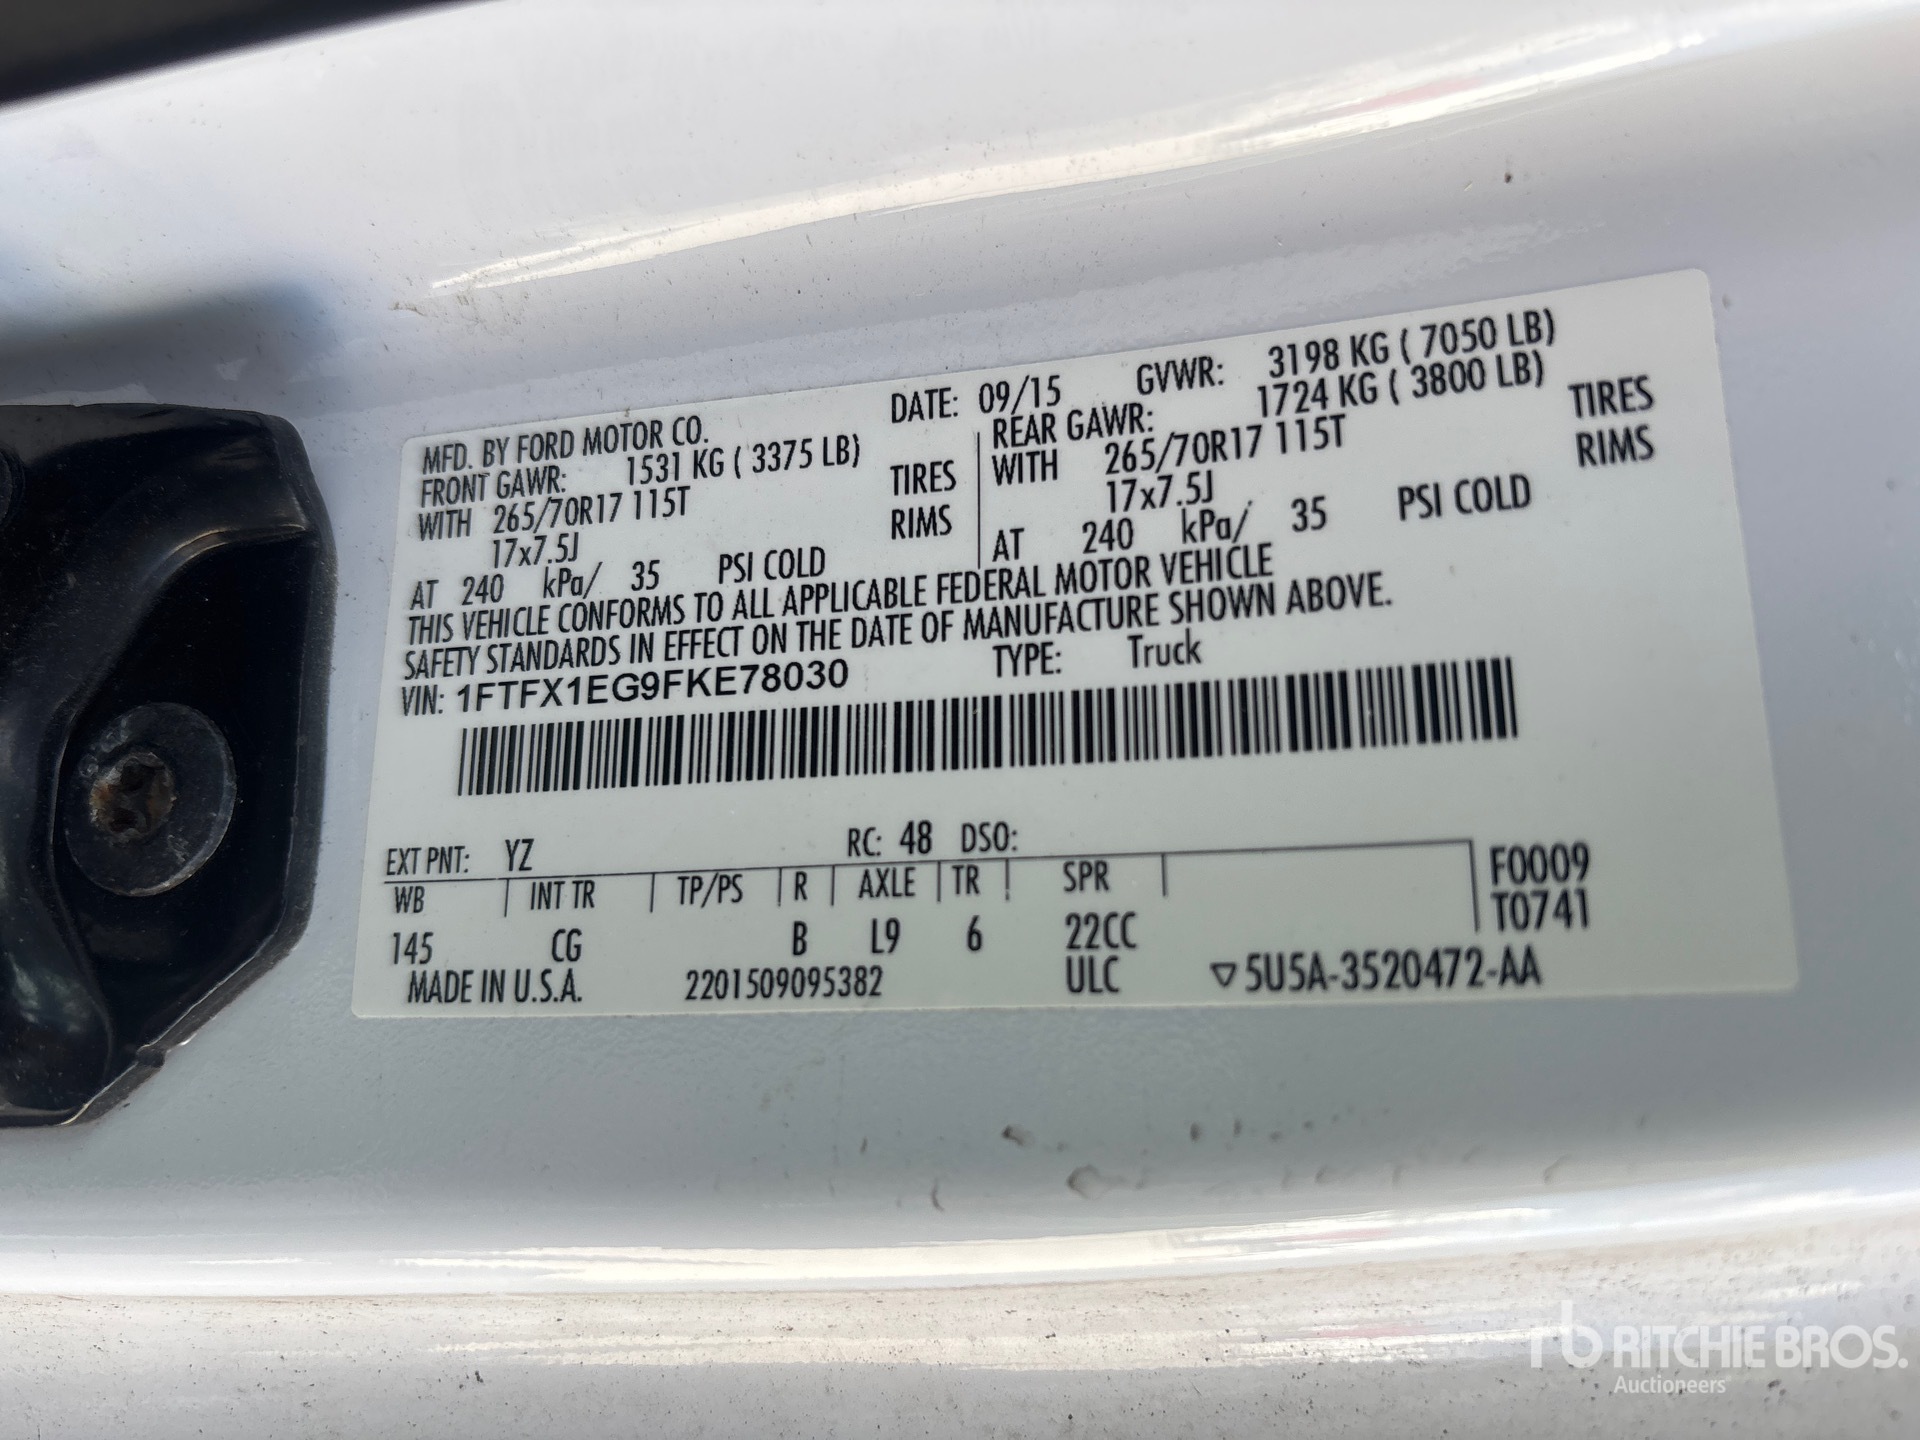 MFD. BY FORD MOTOR CO. DATE: 09/15 GVWR: 3198 KG ( 7050 LB)
FRONT GAWR: 1531 KG ( 3375 LB) REAR GAWR: 1724 KG ( 3800 LB)
WITH 265/70R17 115T TIRES WITH 265/70R17 115T TIRES
17x7.5J RIMS 17x7.5J RIMS
AT 240 kPa/ 35 PSI COLD AT 240 kPa/ 35 PSI COLD
THIS VEHICLE CONFORMS TO ALL APPLICABLE FEDERAL MOTOR VEHICLE
SAFETY STANDARDS IN EFFECT ON THE DATE OF MANUFACTURE SHOWN ABOVE.
VIN: 1FTFX1EG9FKE78030 TYPE: Truck
EXT PNT: YZ RC: 48 DSO:
WB INT TR TP/PS R AXLE TR SPR F0009
T0741
145 CG B L9 6 22CC
MADE IN U.S.A. 2201509095382 ULC ▽5U5A-3520472-AA
rb RITCHIE BROS.
Auctioneers